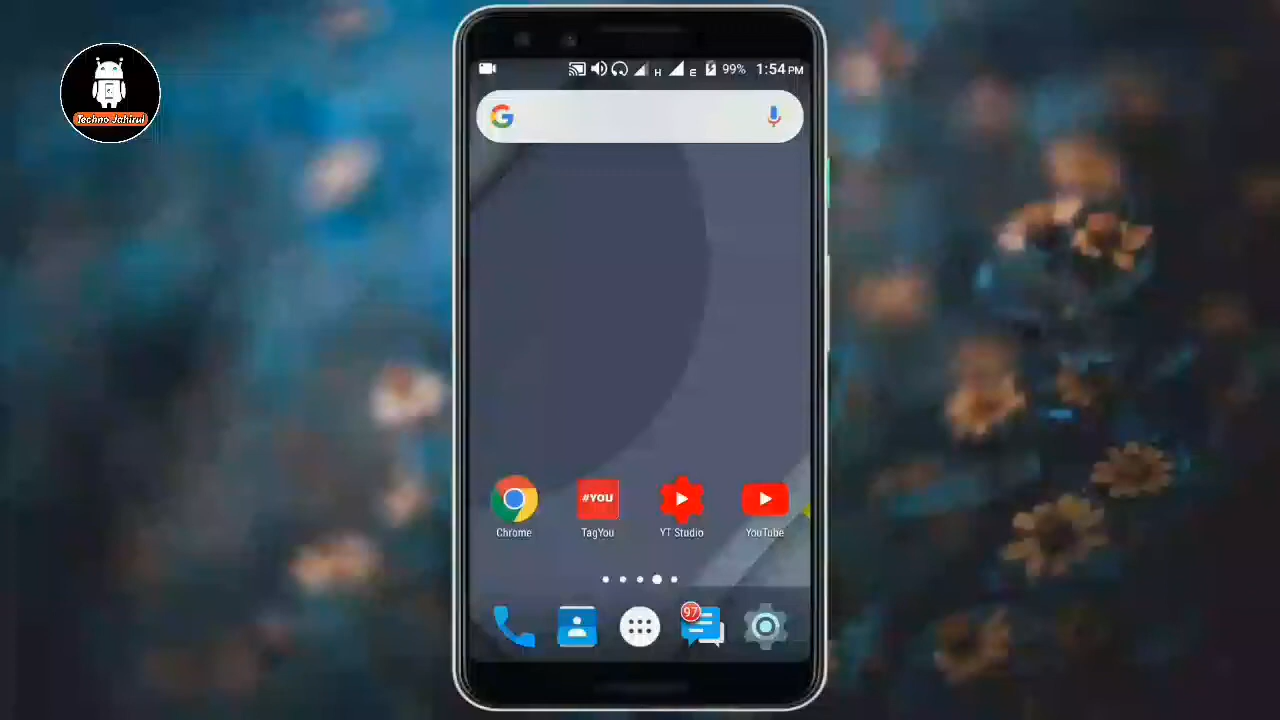 Techno Jahirul
H
E
99%
1:54 PM
G
Chrome
#YOU
TagYou
YT Studio
YouTube
97